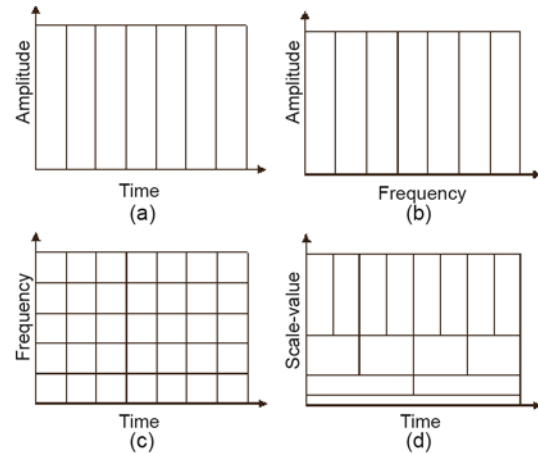 Amplitude
Time
(a)
Amplitude
Frequency
(b)
Frequency
Time
(c)
Scale-value
Time
(d)